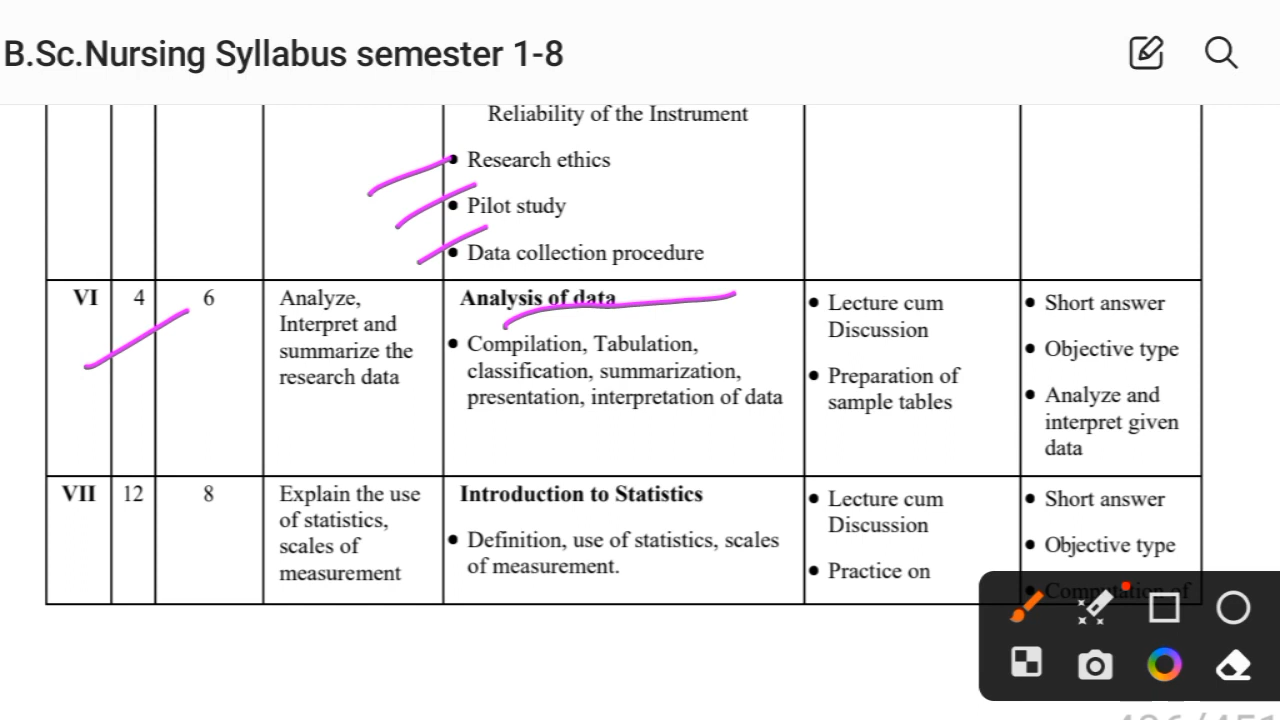 B.Sc.Nursing Syllabus semester 1-8
Reliability of the Instrument
• Research ethics
• Pilot study
• Data collection procedure
VI
4
6
Analyze,
Interpret and
summarize the
research data
Analysis of data
• Compilation, Tabulation,
classification, summarization,
presentation, interpretation of data
• Lecture cum
Discussion
• Preparation of
sample tables
• Short answer
• Objective type
• Analyze and
interpret given
data
VII
12
8
Explain the use
of statistics,
scales of
measurement
Introduction to Statistics
• Definition, use of statistics, scales
of measurement.
• Lecture cum
Discussion
• Practice on
• Short answer
• Objective type
• Computation of